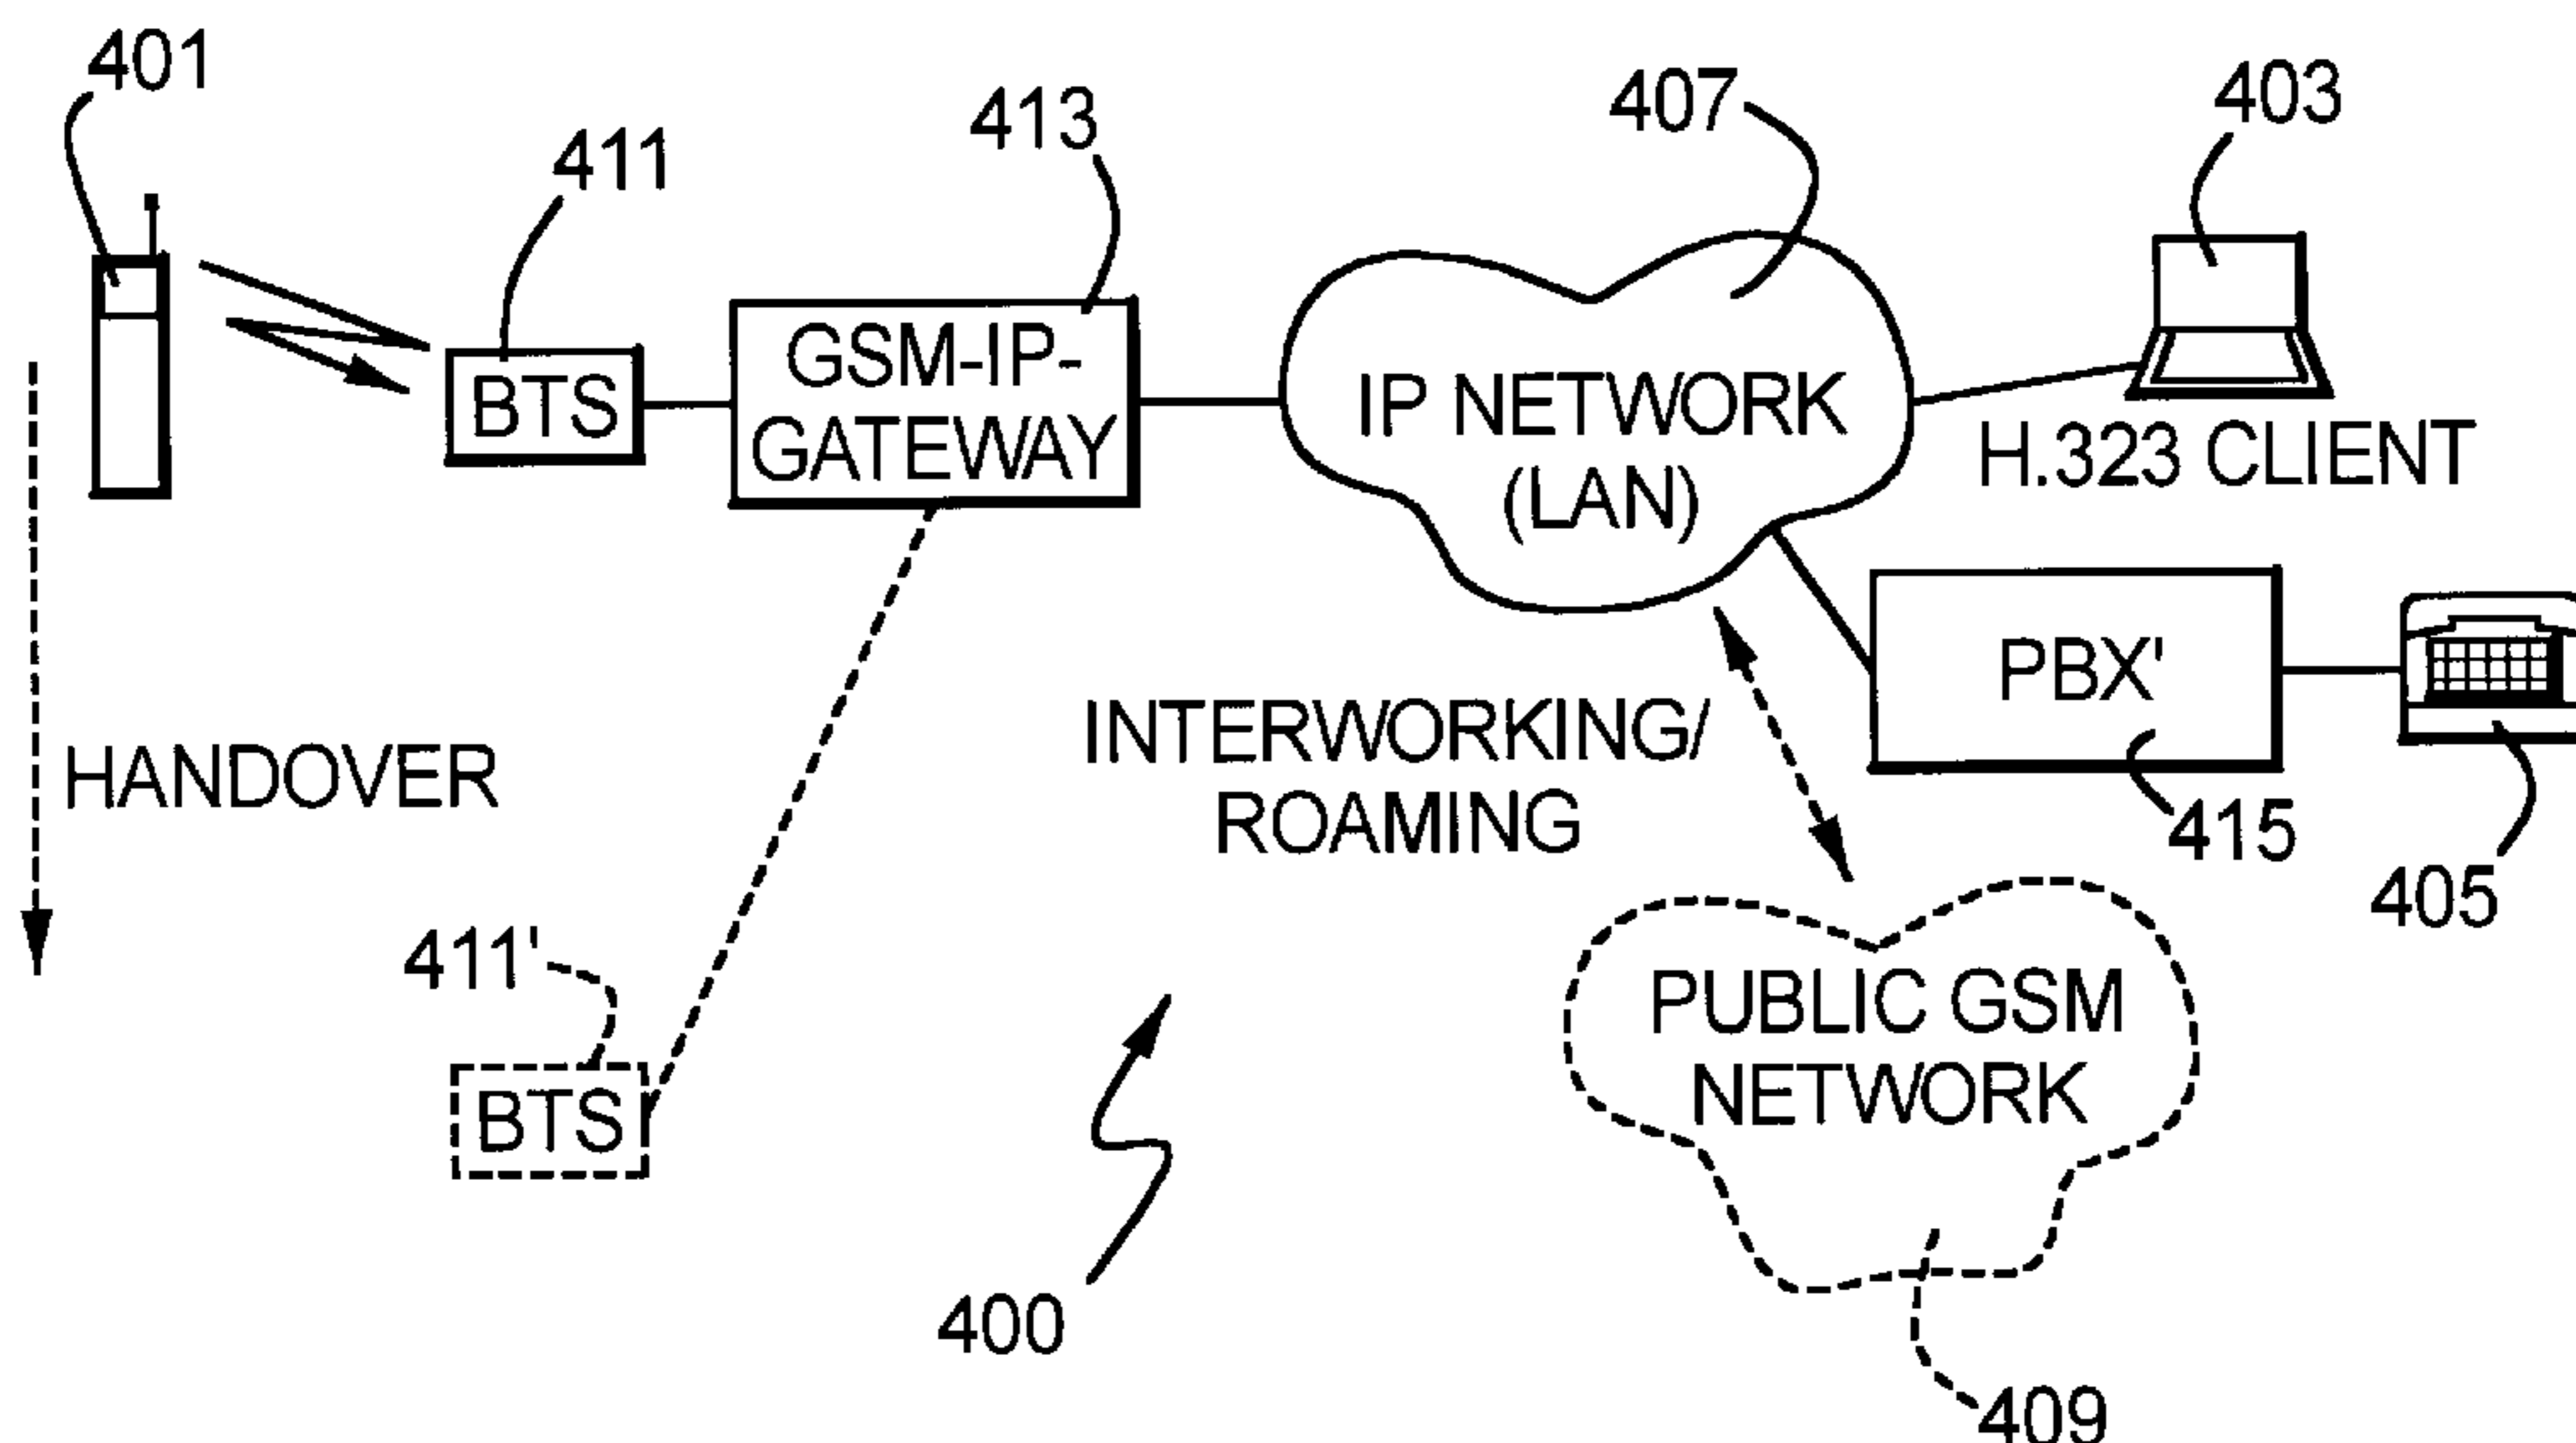 401
411
413
407
403
BTS
GSM-IP-
GATEWAY
IP NETWORK
(LAN)
H.323 CLIENT
PBX'
415
405
INTERWORKING/
ROAMING
HANDOVER
411'
BTS
PUBLIC GSM
NETWORK
400
409